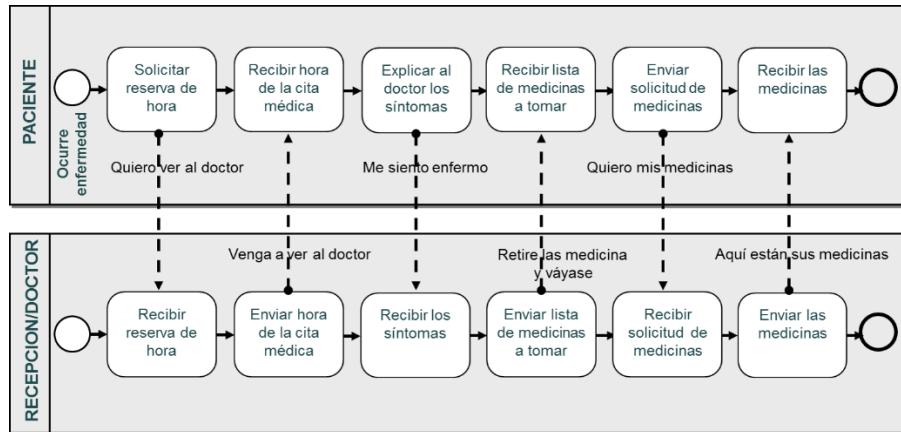 PACIENTE
Ocurre
enfermedad
Solicitar
reserva de
hora
Recibir hora
de la cita
médica
Explicar al
doctor los
síntomas
Recibir lista
de medicinas
a tomar
Enviar
solicitud de
medicinas
Recibir las
medicinas
Quiero ver al doctor
Me siento enfermo
Quiero mis medicinas
RECEPCION/DOCTOR
Venga a ver al doctor
Retire las medicina
y váyase
Aquí están sus medicinas
Recibir
reserva de
hora
Enviar hora
de la cita
médica
Recibir los
síntomas
Enviar lista
de medicinas
a tomar
Recibir
solicitud de
medicinas
Enviar las
medicinas